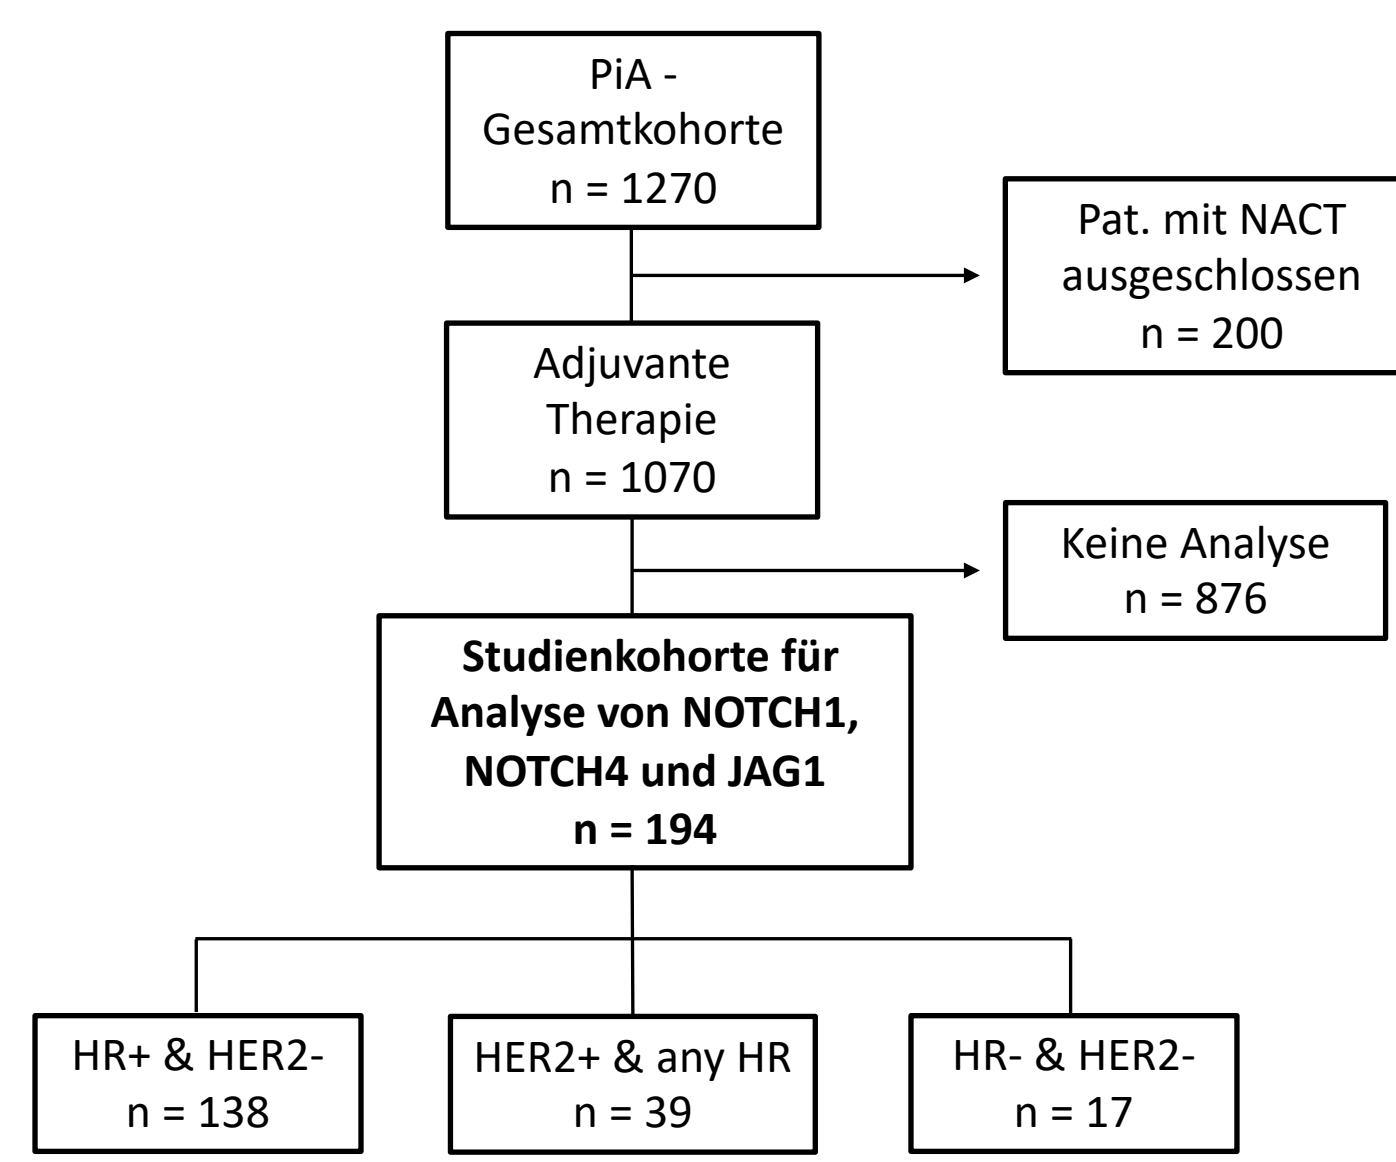 PiA -
Gesamtkohorte
n = 1270
Pat. mit NACT
ausgeschlossen
n = 200
Adjuvante
Therapie
n = 1070
Keine Analyse
n = 876
Studienkohorte für
Analyse von NOTCH1,
NOTCH4 und JAG1
n = 194
HR+ & HER2-
n = 138
HER2+ & any HR
n = 39
HR- & HER2-
n = 17